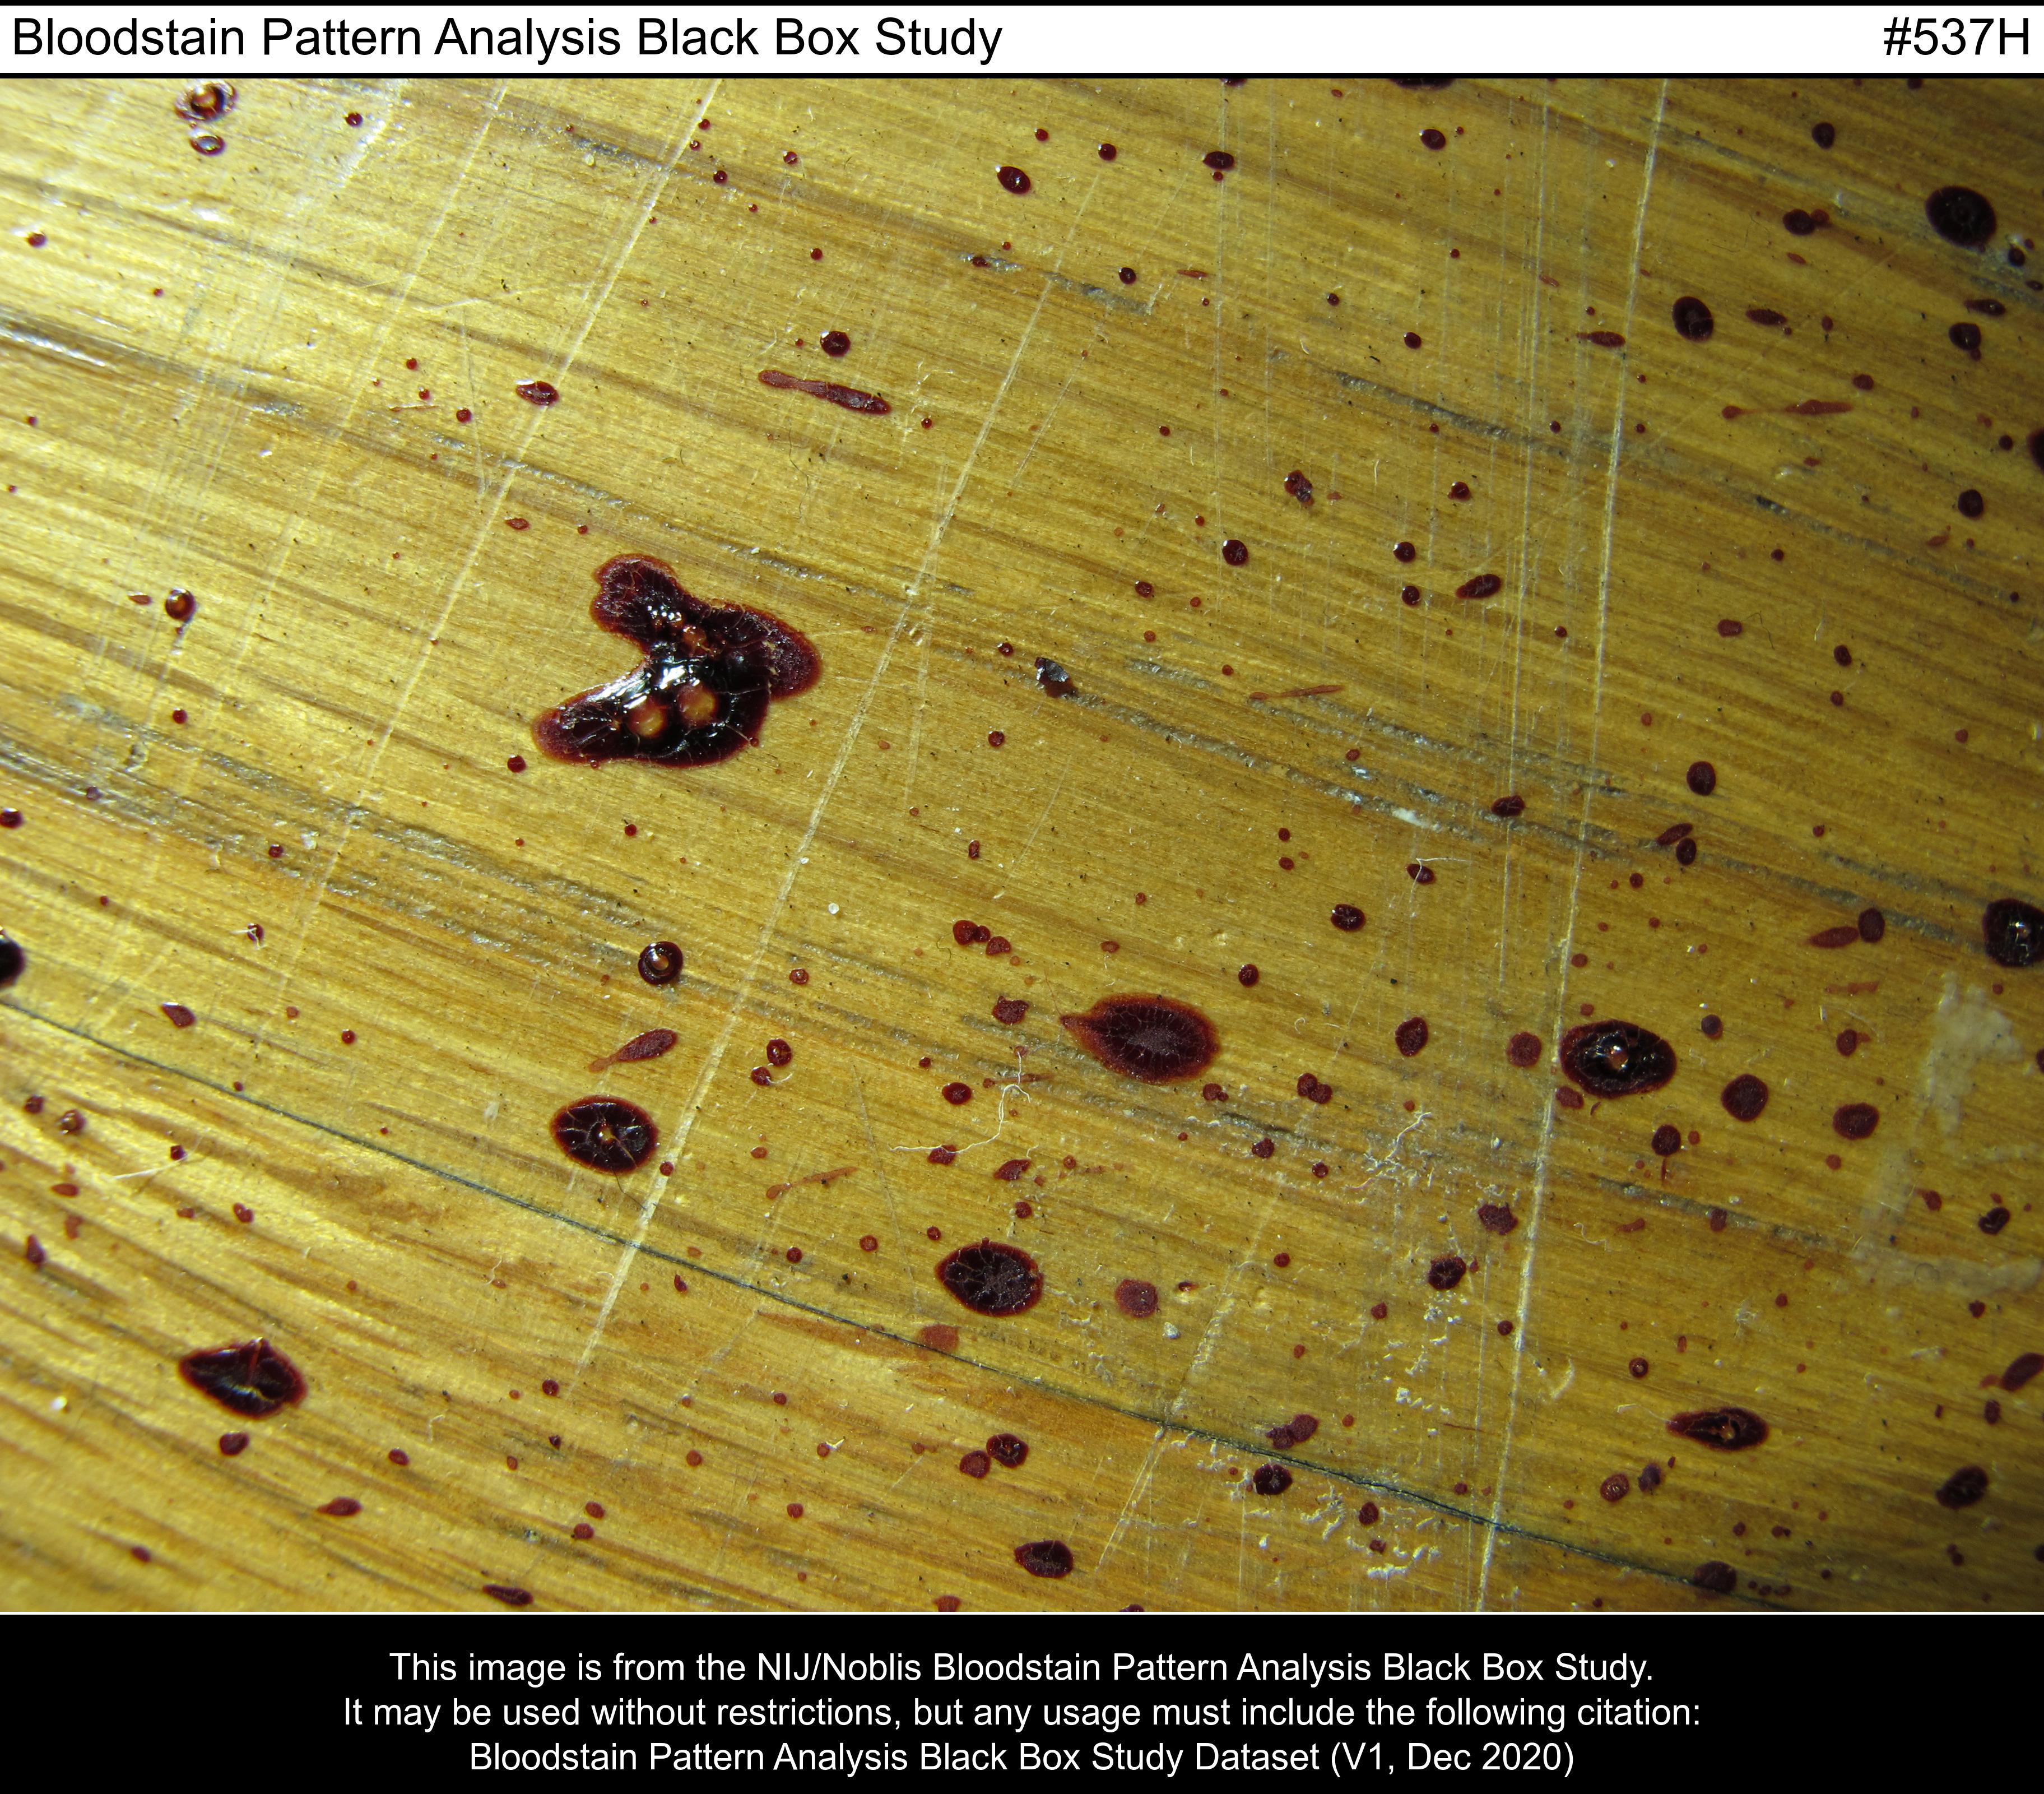 Bloodstain Pattern Analysis Black Box Study #537H
This image is from the NIJ/Noblis Bloodstain Pattern Analysis Black Box Study.
It may be used without restrictions, but any usage must include the following citation:
Bloodstain Pattern Analysis Black Box Study Dataset (V1, Dec 2020)